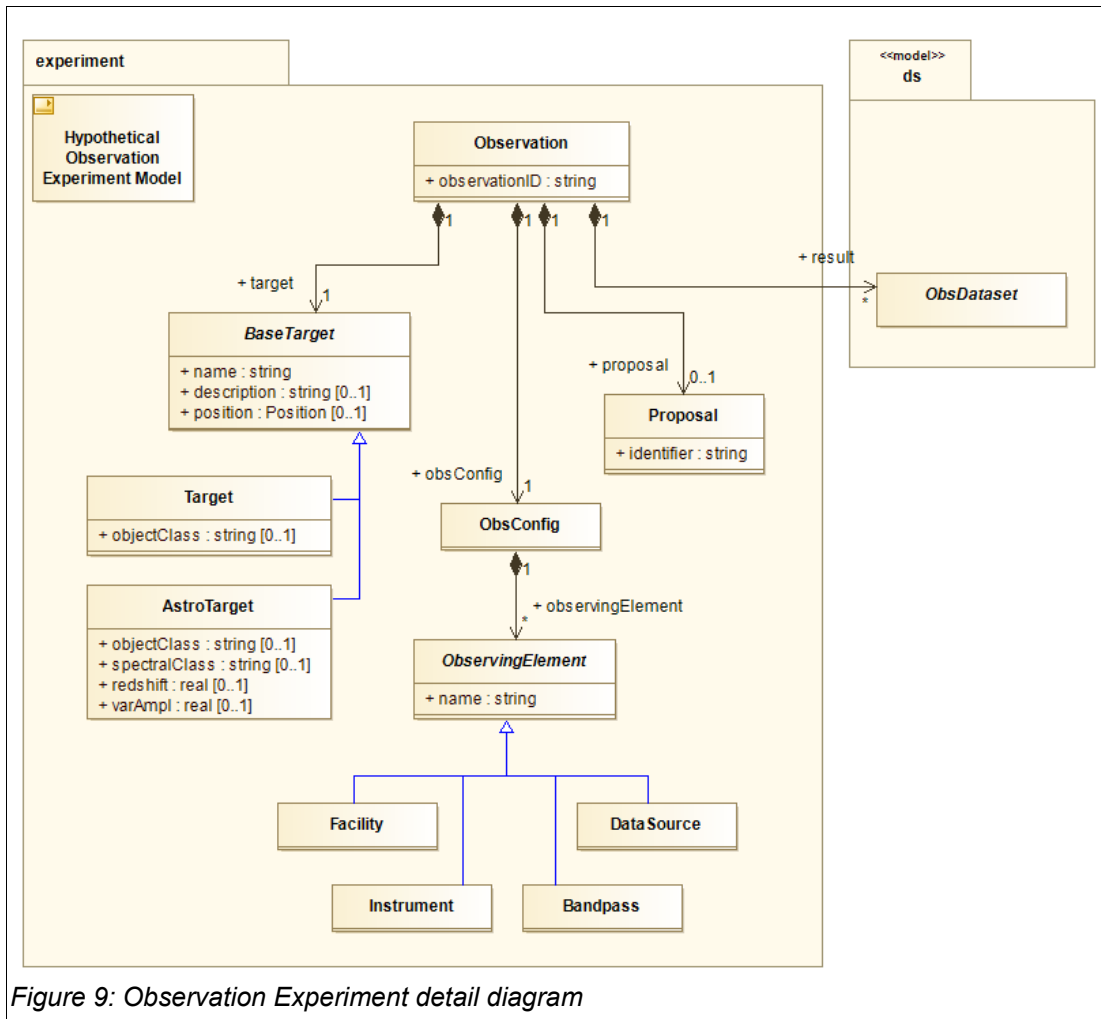 experiment
<<model>>
ds
Hypothetical
Observation
Experiment Model
Observation
+ observationID : string
1
1
1
1
+ target
1
+ result
*
ObsDataset
BaseTarget
+ name : string
+ description : string [0..1]
+ position : Position [0..1]
+ proposal
0..1
Proposal
+ identifier : string
+ obsConfig
1
Target
+ objectClass : string [0..1]
ObsConfig
1
+ observingElement
*
AstroTarget
+ objectClass : string [0..1]
+ spectralClass : string [0..1]
+ redshift : real [0..1]
+ varAmpl : real [0..1]
ObservingElement
+ name : string
Facility
DataSource
Instrument
Bandpass
Figure 9: Observation Experiment detail diagram